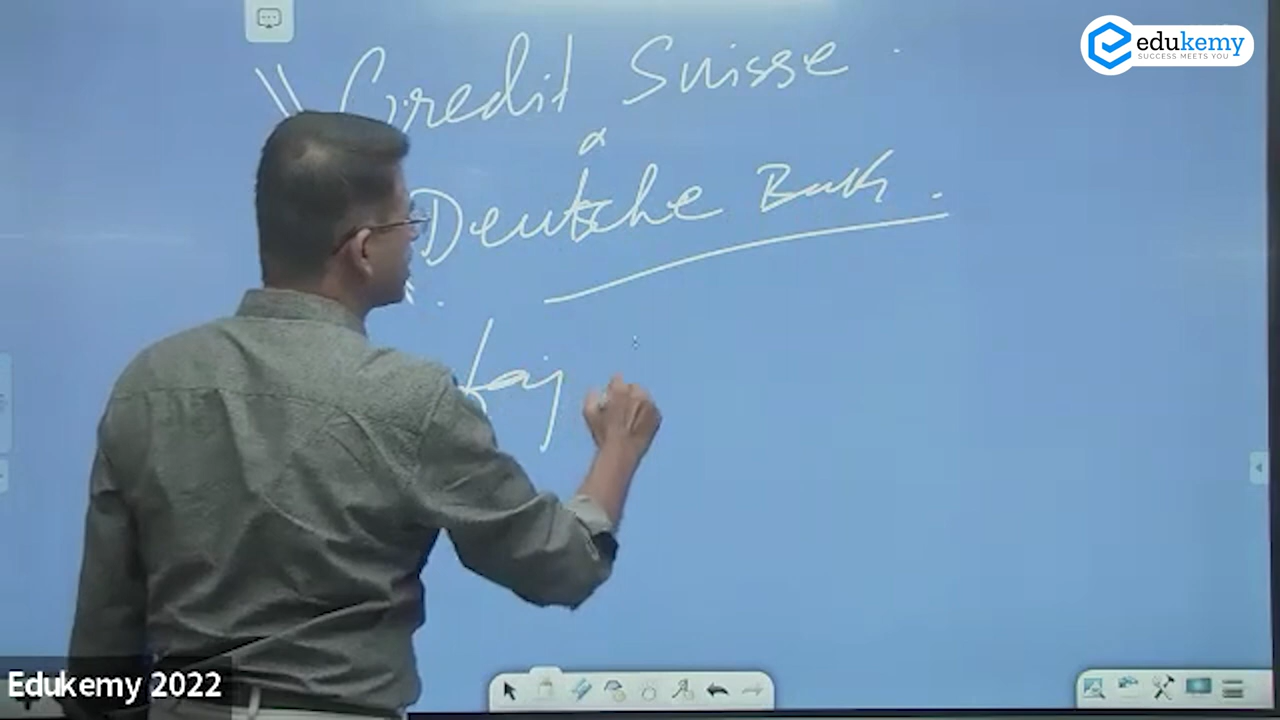 edukemy
SUCCESS MEETS YOU
Credit Suisse.
Deutsche Bank.
Edukemy 2022